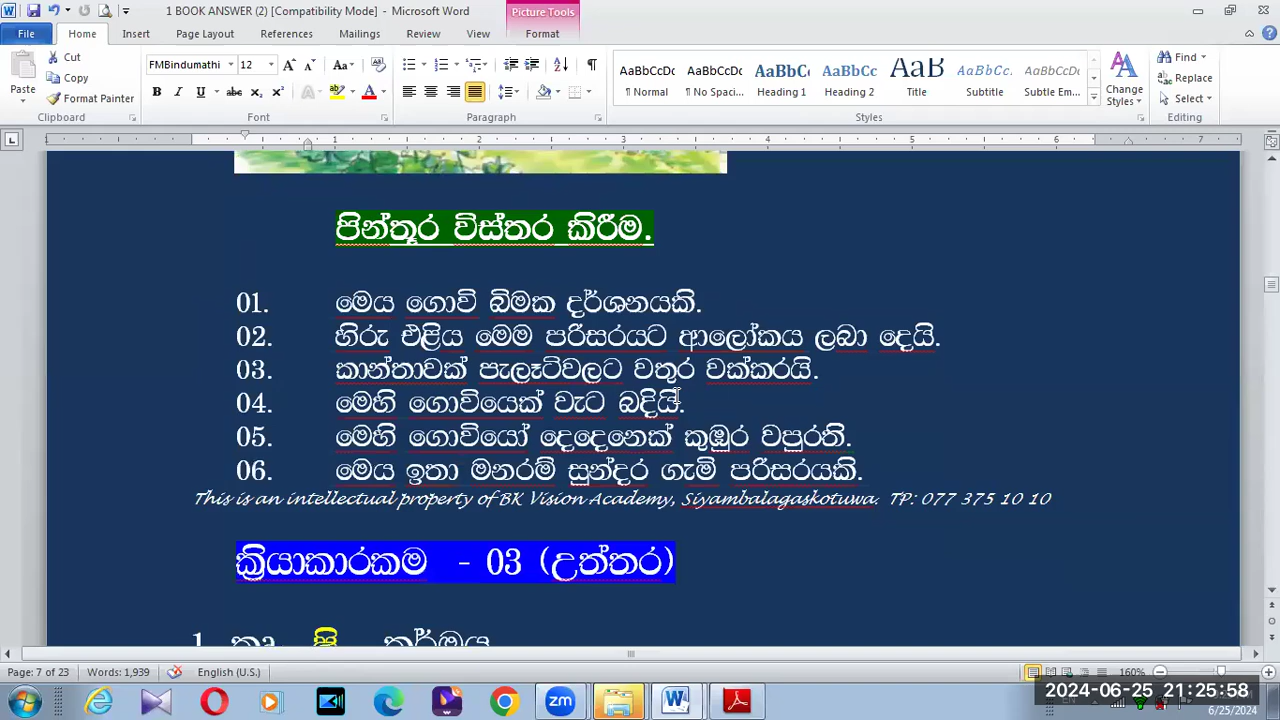 1 BOOK ANSWER (2) [Compatibility Mode] - Microsoft Word
Picture Tools
File Home Insert Page Layout References Mailings Review View Format
Cut
Copy
Format Painter
Paste
FMBindumathi 12
AaBbCcDc AaBbCcDc AaBbCc AaBbCc AaB AaBbCcL AaBbCcDc
¶ Normal ¶ No Spaci... Heading 1 Heading 2 Title Subtitle Subtle Em...
Change Styles
Find
Replace
Select
Clipboard Font Paragraph Styles Editing
පින්තූර විස්තර කිරීම.
01. මෙය ගොවි බිමක දර්ශනයකි.
02. හිරු එළිය මෙම පරිසරයට ආලෝකය ලබා දෙයි.
03. කාන්තාවක් පැලෑටිවලට වතුර වක්කරයි.
04. මෙහි ගොවියෙක් වැට බදියි.
05. මෙහි ගොවියෝ දෙදෙනෙක් කුඹුර වපුරති.
06. මෙය ඉතා මනරම් සුන්දර ගැමි පරිසරයකි.
This is an intellectual property of BK Vision Academy, Siyambalagaskotuwa. TP: 077 375 10 10
ක්‍රියාකාරකම - 03 (උත්තර)
1. කෘ ෂි කර්මය
Page: 7 of 23 Words: 1,939 English (U.S.) 160%
2024-06-25 21:25:58
6/25/2024